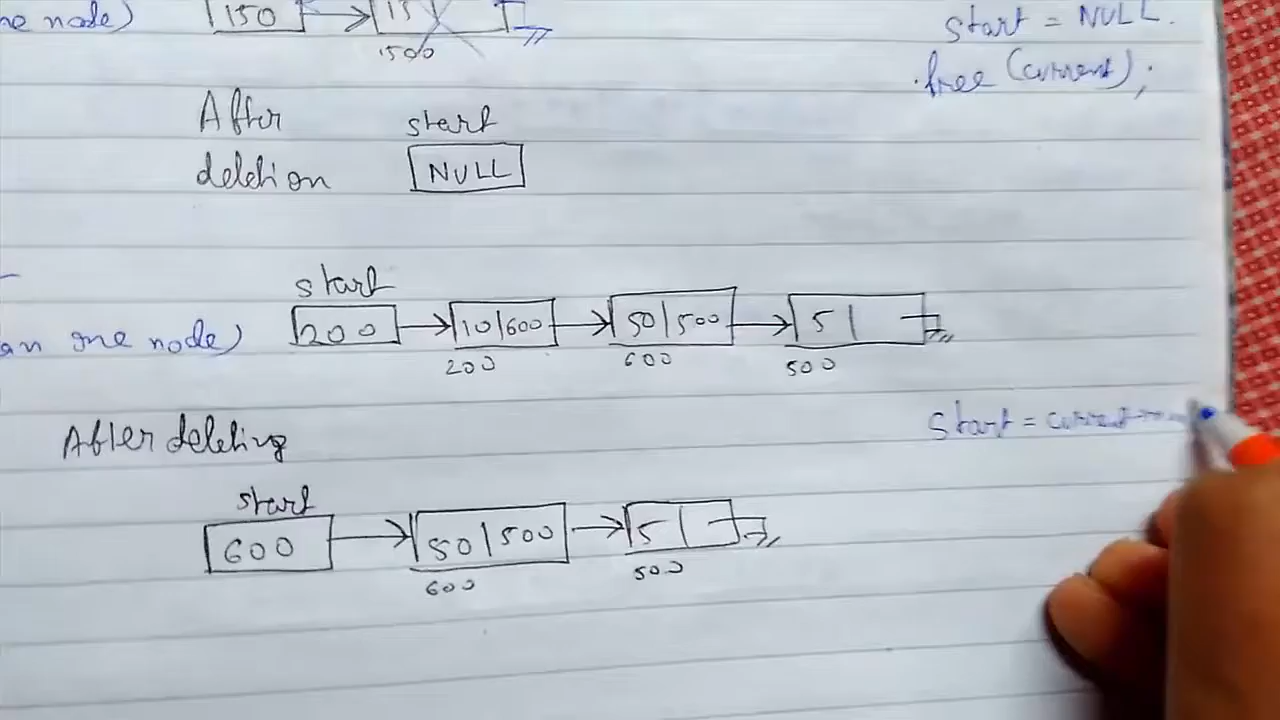 ne node)
150
15
1500
start = NULL.
free (current);
After
deletion
start
NULL
start
an one node)
200
10 | 600
50 | 500
5 |
200
600
500
start = current
After deleting
start
600
50 | 500
5 |
600
500